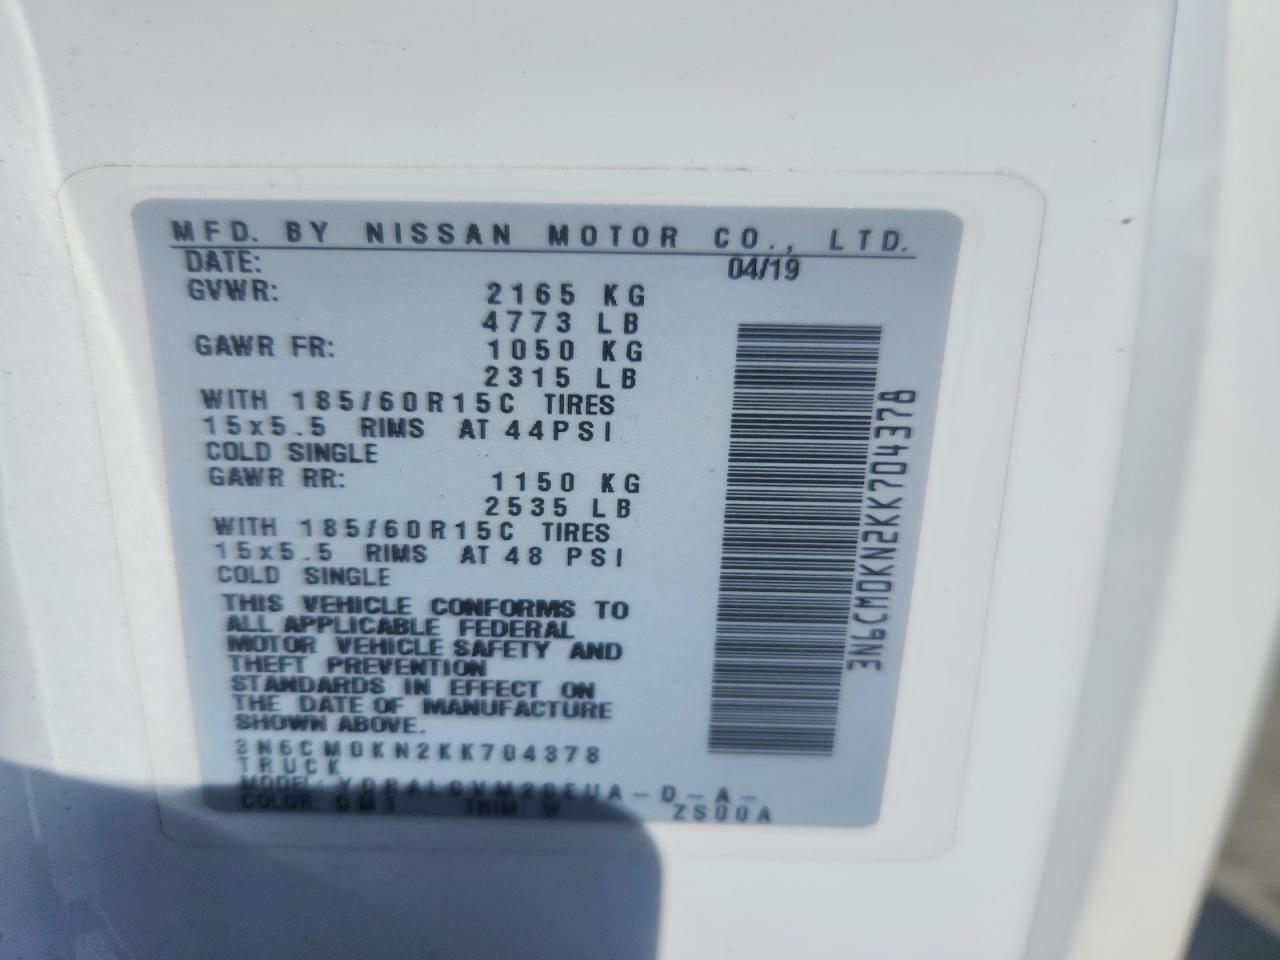 MFD. BY NISSAN MOTOR CO., LTD.
DATE: 04/19
GVWR: 2165 KG
4773 LB
GAWR FR: 1050 KG
2315 LB
WITH 185/60R15C TIRES
15x5.5 RIMS AT 44PSI
COLD SINGLE
GAWR RR: 1150 KG
2535 LB
WITH 185/60R15C TIRES
15x5.5 RIMS AT 48 PSI
COLD SINGLE
THIS VEHICLE CONFORMS TO
ALL APPLICABLE FEDERAL
MOTOR VEHICLE SAFETY AND
THEFT PREVENTION
STANDARDS IN EFFECT ON
THE DATE OF MANUFACTURE
SHOWN ABOVE.
3N6CM0KN2KK704378
TRUCK
MODEL:
COLOR: QM1 TRIM: W ZS00A
3N6CM0KN2KK704378